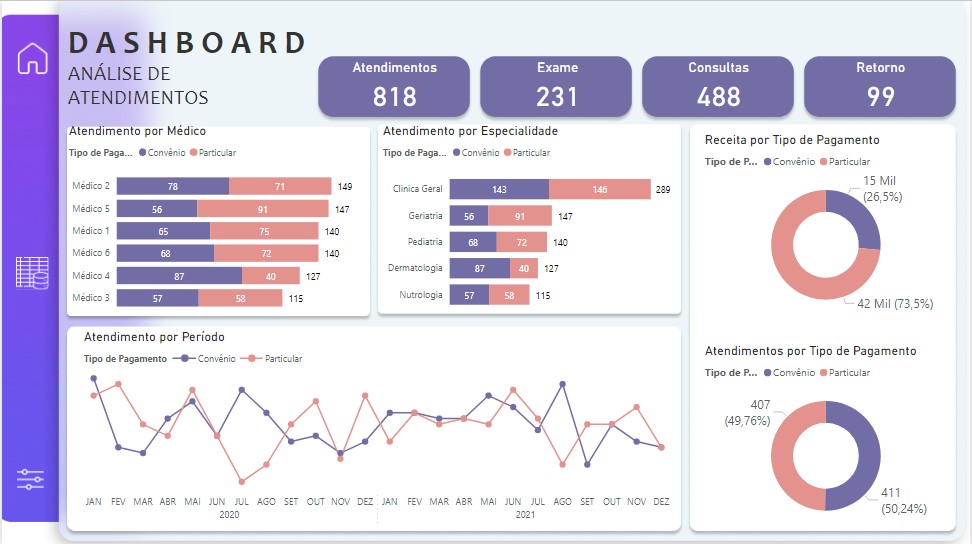 DASHBOARD
ANÁLISE DE
ATENDIMENTOS
Atendimentos
818
Exame
231
Consultas
488
Retorno
99
Atendimento por Médico
Tipo de Paga... Convênio Particular
Médico 2 78 71 149
Médico 5 56 91 147
Médico 1 65 75 140
Médico 6 68 72 140
Médico 4 87 40 127
Médico 3 57 58 115
Atendimento por Especialidade
Tipo de Paga... Convênio Particular
Clinica Geral 143 146 289
Geriatria 56 91 147
Pediatria 68 72 140
Dermatologia 87 40 127
Nutrologia 57 58 115
Receita por Tipo de Pagamento
Tipo de P... Convênio Particular
15 Mil
(26,5%)
42 Mil (73,5%)
Atendimento por Período
Tipo de Pagamento Convênio Particular
JAN FEV MAR ABR MAI JUN JUL AGO SET OUT NOV DEZ JAN FEV MAR ABR MAI JUN JUL AGO SET OUT NOV DEZ
2020 2021
Atendimentos por Tipo de Pagamento
Tipo de P... Convênio Particular
407
(49,76%)
411
(50,24%)